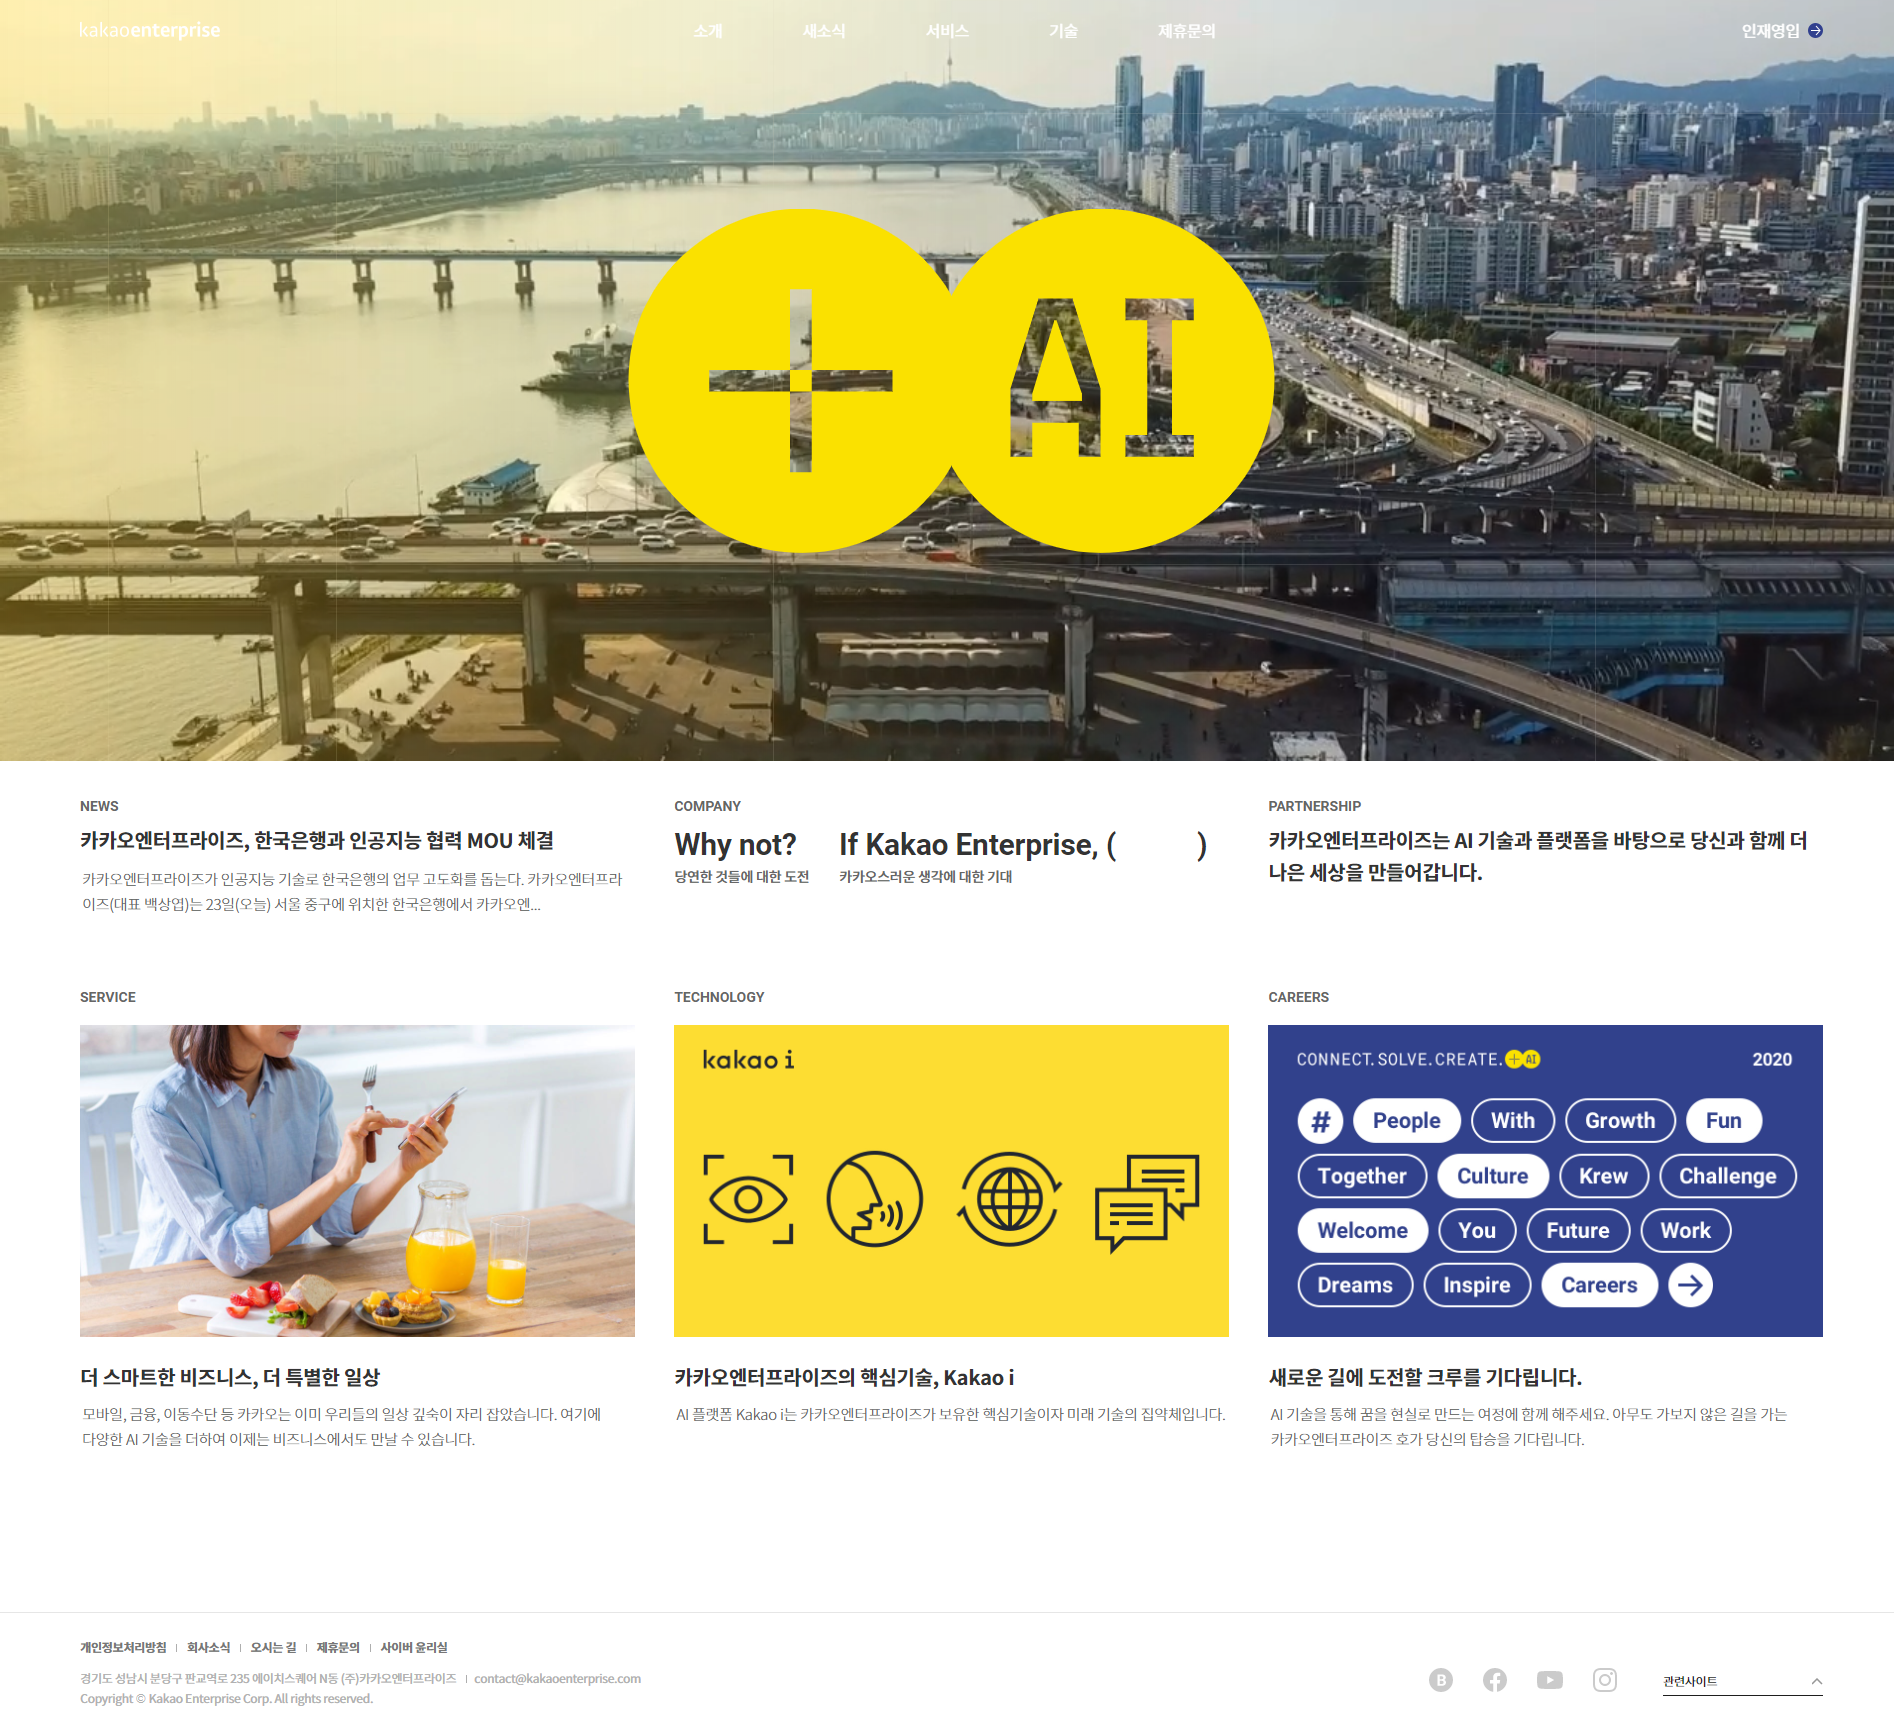 kakaoenterprise
소개 새소식 서비스 기술 제휴문의
인재영입
+ AI
NEWS
카카오엔터프라이즈, 한국은행과 인공지능 협력 MOU 체결
카카오엔터프라이즈가 인공지능 기술로 한국은행의 업무 고도화를 돕는다. 카카오엔터프라
이즈(대표 백상엽)는 23일(오늘) 서울 중구에 위치한 한국은행에서 카카오엔...
COMPANY
Why not? If Kakao Enterprise, ( )
당연한 것들에 대한 도전 카카오스러운 생각에 대한 기대
PARTNERSHIP
카카오엔터프라이즈는 AI 기술과 플랫폼을 바탕으로 당신과 함께 더
나은 세상을 만들어갑니다.
SERVICE
더 스마트한 비즈니스, 더 특별한 일상
모바일, 금융, 이동수단 등 카카오는 이미 우리들의 일상 깊숙이 자리 잡았습니다. 여기에
다양한 AI 기술을 더하여 이제는 비즈니스에서도 만날 수 있습니다.
TECHNOLOGY
kakao i
카카오엔터프라이즈의 핵심기술, Kakao i
AI 플랫폼 Kakao i는 카카오엔터프라이즈가 보유한 핵심기술이자 미래 기술의 집약체입니다.
CAREERS
CONNECT. SOLVE. CREATE. + AI 2020
# People With Growth Fun
Together Culture Krew Challenge
Welcome You Future Work
Dreams Inspire Careers →
새로운 길에 도전할 크루를 기다립니다.
AI 기술을 통해 꿈을 현실로 만드는 여정에 함께 해주세요. 아무도 가보지 않은 길을 가는
카카오엔터프라이즈 호가 당신의 탑승을 기다립니다.
개인정보처리방침 | 회사소식 | 오시는 길 | 제휴문의 | 사이버 윤리실
경기도 성남시 분당구 판교역로 235 에이치스퀘어 N동 (주)카카오엔터프라이즈 | contact@kakaoenterprise.com
Copyright © Kakao Enterprise Corp. All rights reserved.
B
관련사이트